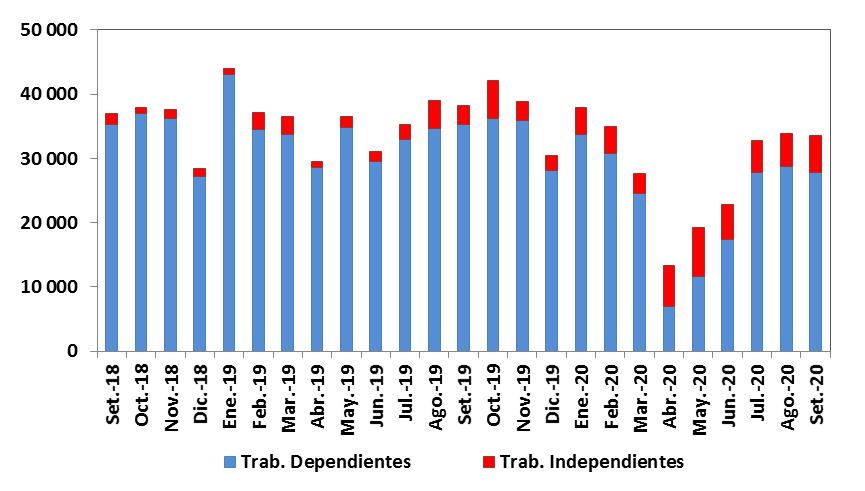 50 000
40 000
30 000
20 000
10 000
0
Set.-18
Oct.-18
Nov.-18
Dic.-18
Ene.-19
Feb.-19
Mar.-19
Abr.-19
May.-19
Jun.-19
Jul.-19
Ago.-19
Set.-19
Oct.-19
Nov.-19
Dic.-19
Ene.-20
Feb.-20
Mar.-20
Abr.-20
May.-20
Jun.-20
Jul.-20
Ago.-20
Set.-20
Trab. Dependientes
Trab. Independientes